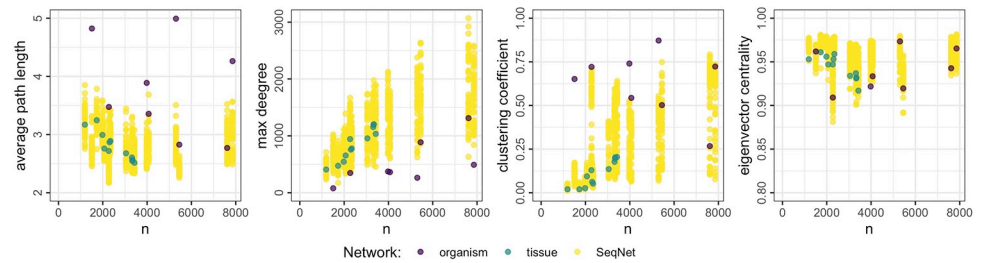 average path length
5
4
3
2
0 2000 4000 6000 8000
n
max deegree
3000
2000
1000
0
0 2000 4000 6000 8000
n
clustering coefficient
1.00
0.75
0.50
0.25
0.00
0 2000 4000 6000 8000
n
eigenvector centrality
1.00
0.95
0.90
0.85
0.80
0 2000 4000 6000 8000
n
Network: organism tissue SeqNet